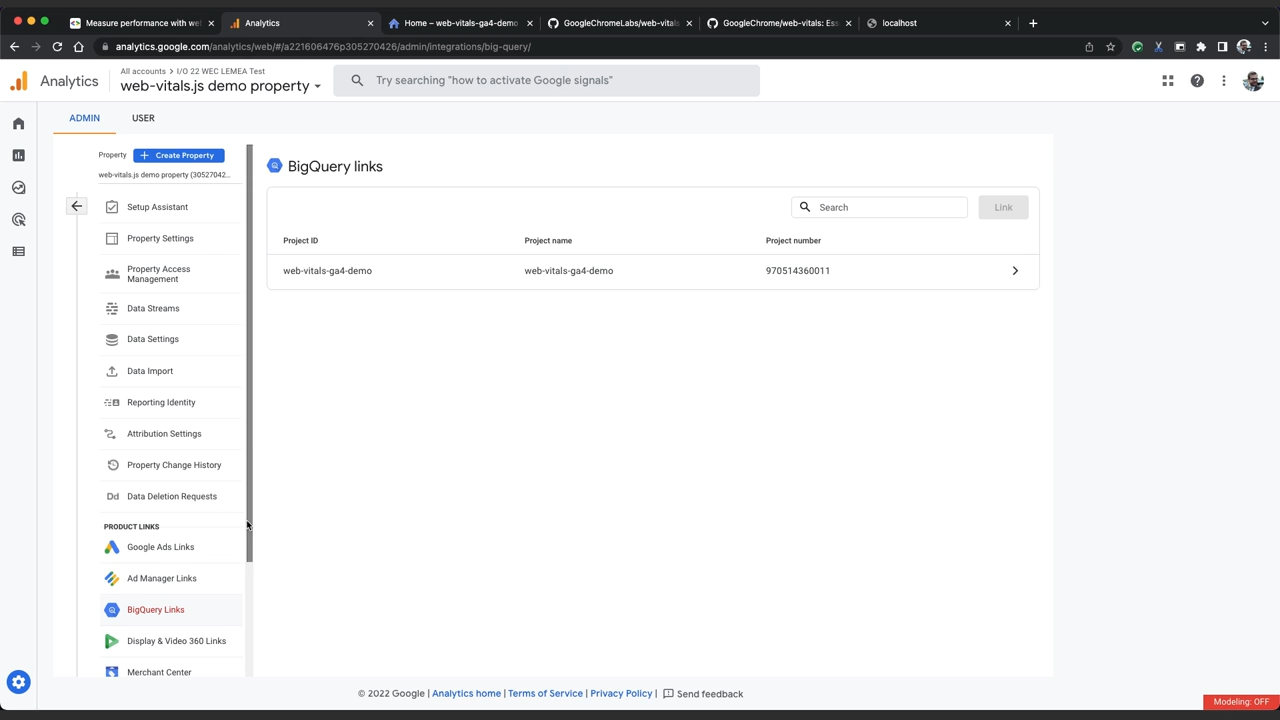 Measure performance with we
Analytics
Home – web-vitals-ga4-demo
GoogleChromeLabs/web-vitals
GoogleChrome/web-vitals: Ess
localhost
analytics.google.com/analytics/web/#/a221606476p305270426/admin/integrations/big-query/
Analytics
All accounts > I/O 22 WEC LEMEA Test
web-vitals.js demo property
Try searching "how to activate Google signals"
ADMIN
USER
Property
Create Property
web-vitals.js demo property (30527042...
Setup Assistant
Property Settings
Property Access
Management
Data Streams
Data Settings
Data Import
Reporting Identity
Attribution Settings
Property Change History
Dd Data Deletion Requests
PRODUCT LINKS
Google Ads Links
Ad Manager Links
BigQuery Links
Display & Video 360 Links
Merchant Center
BigQuery links
Search
Link
Project ID Project name Project number
web-vitals-ga4-demo web-vitals-ga4-demo 970514360011
© 2022 Google | Analytics home | Terms of Service | Privacy Policy | Send feedback
Modeling: OFF